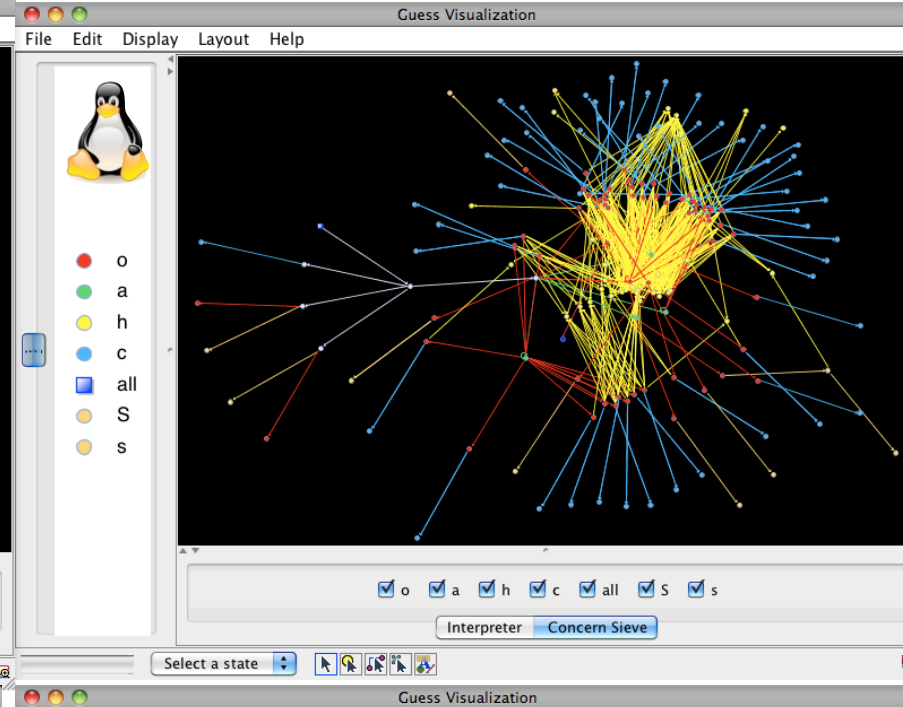 Guess Visualization
File Edit Display Layout Help
o
a
h
c
all
S
s
o a h c all S s
Interpreter Concern Sieve
Select a state
Guess Visualization